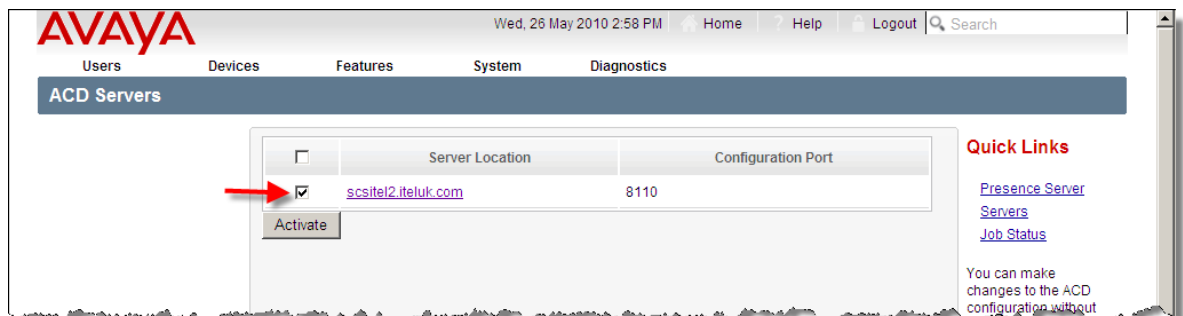 AVAYA
Wed, 26 May 2010 2:58 PM Home ? Help Logout Search
Users Devices Features System Diagnostics
ACD Servers
Server Location Configuration Port
scsitel2.iteluk.com 8110
Activate
Quick Links
Presence Server
Servers
Job Status
You can make
changes to the ACD
configuration without